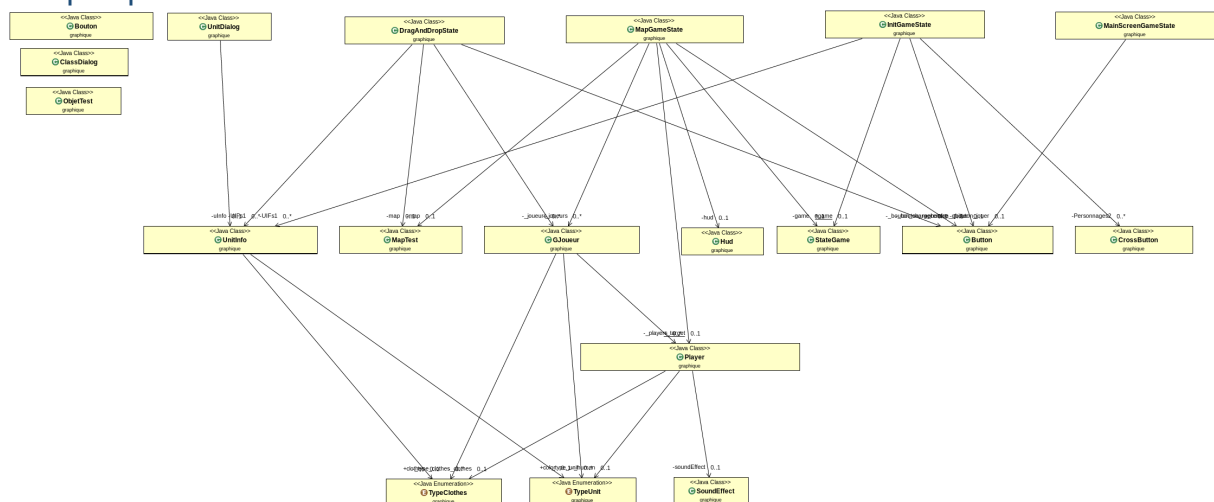 <<Java Class>>
Bouton
graphique
<<Java Class>>
UnitDialog
graphique
<<Java Class>>
DragAndDropState
graphique
<<Java Class>>
MapGameState
graphique
<<Java Class>>
InitGameState
graphique
<<Java Class>>
MainScreenGameState
graphique
<<Java Class>>
ClassDialog
graphique
<<Java Class>>
ObjetTest
graphique
-uInfo
0..*
-UIFs1
0..*
-map
0..1
0..*
-hud
0..1
-game
0..1
-Personnages2
0..*
<<Java Class>>
UnitInfo
graphique
<<Java Class>>
MapTest
graphique
<<Java Class>>
GJoueur
graphique
<<Java Class>>
Hud
graphique
<<Java Class>>
StateGame
graphique
<<Java Class>>
Button
graphique
<<Java Class>>
CrossButton
graphique
0..1
<<Java Class>>
Player
graphique
0..1
0..1
-soundEffect
0..1
<<Java Enumeration>>
TypeClothes
graphique
<<Java Enumeration>>
TypeUnit
graphique
<<Java Class>>
SoundEffect
graphique